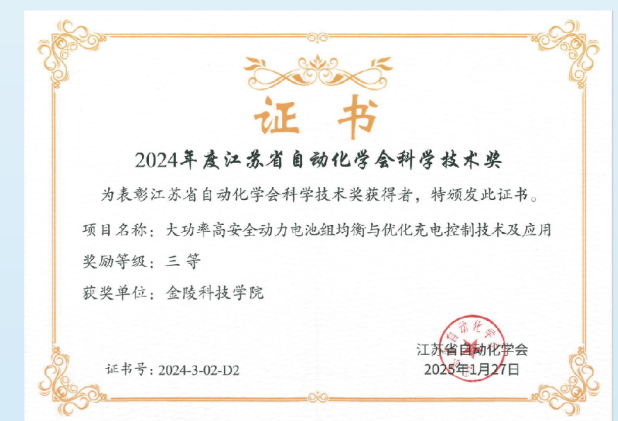 证书
2024年度江苏省自动化学会科学技术奖
为表彰江苏省自动化学会科学技术奖获得者，特颁发此证书。
项目名称：大功率高安全动力电池组均衡与优化充电控制技术及应用
奖励等级：三等
获奖单位：金陵科技学院
江苏省自动化学会
证书号：2024-3-02-D2
2025年1月27日